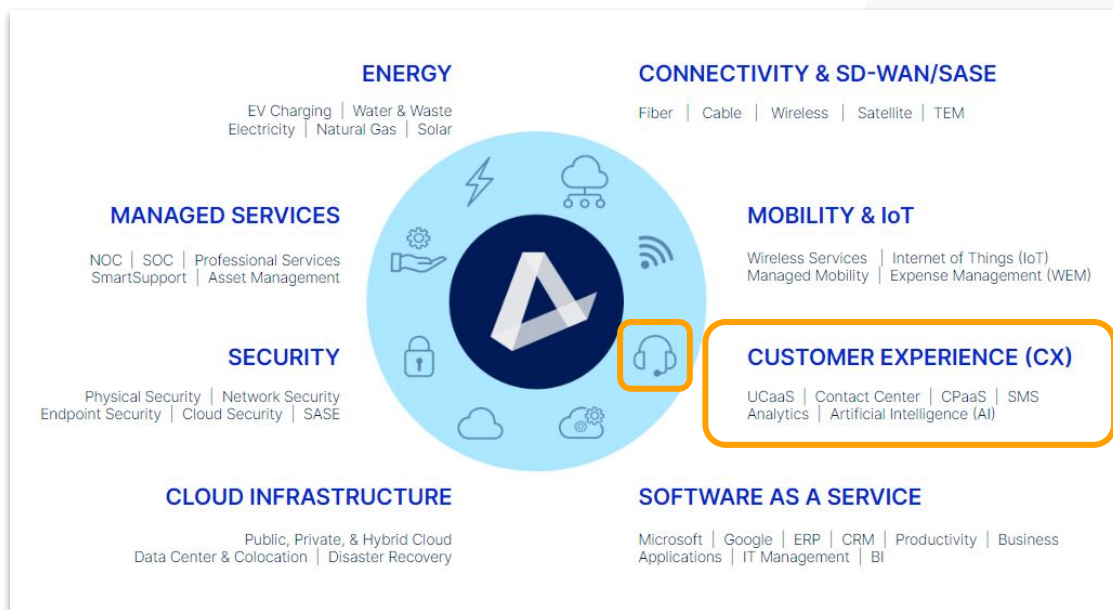 ENERGY
EV Charging | Water & Waste
Electricity | Natural Gas | Solar
CONNECTIVITY & SD-WAN/SASE
Fiber | Cable | Wireless | Satellite | TEM
MANAGED SERVICES
NOC | SOC | Professional Services
SmartSupport | Asset Management
MOBILITY & IoT
Wireless Services | Internet of Things (IoT)
Managed Mobility | Expense Management (WEM)
SECURITY
Physical Security | Network Security
Endpoint Security | Cloud Security | SASE
CUSTOMER EXPERIENCE (CX)
UCaaS | Contact Center | CPaaS | SMS
Analytics | Artificial Intelligence (AI)
CLOUD INFRASTRUCTURE
Public, Private, & Hybrid Cloud
Data Center & Colocation | Disaster Recovery
SOFTWARE AS A SERVICE
Microsoft | Google | ERP | CRM | Productivity | Business
Applications | IT Management | BI